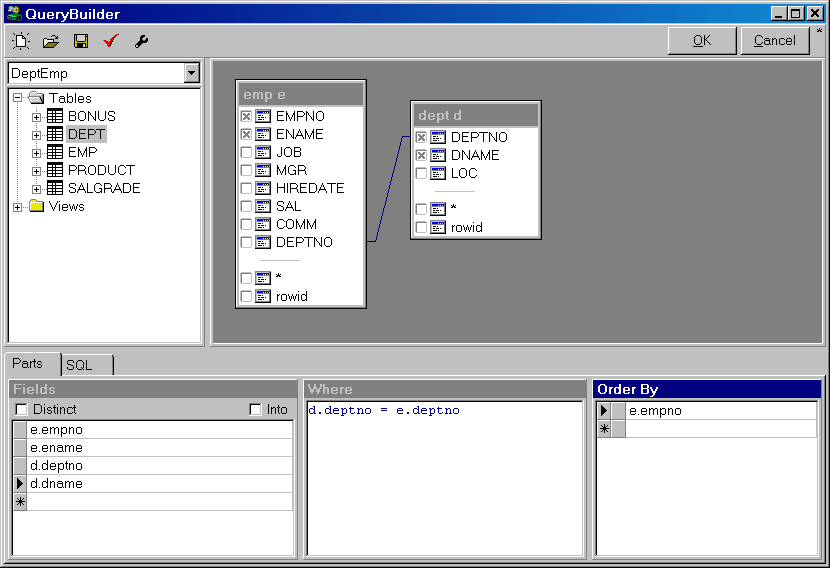 QueryBuilder
OK
Cancel
*
DeptEmp
Tables
BONUS
DEPT
EMP
PRODUCT
SALGRADE
Views
emp e
EMPNO
ENAME
JOB
MGR
HIREDATE
SAL
COMM
DEPTNO
*
rowid
dept d
DEPTNO
DNAME
LOC
*
rowid
Parts
SQL
Fields
Distinct
Into
e.empno
e.ename
d.deptno
d.dname
Where
d.deptno = e.deptno
Order By
e.empno